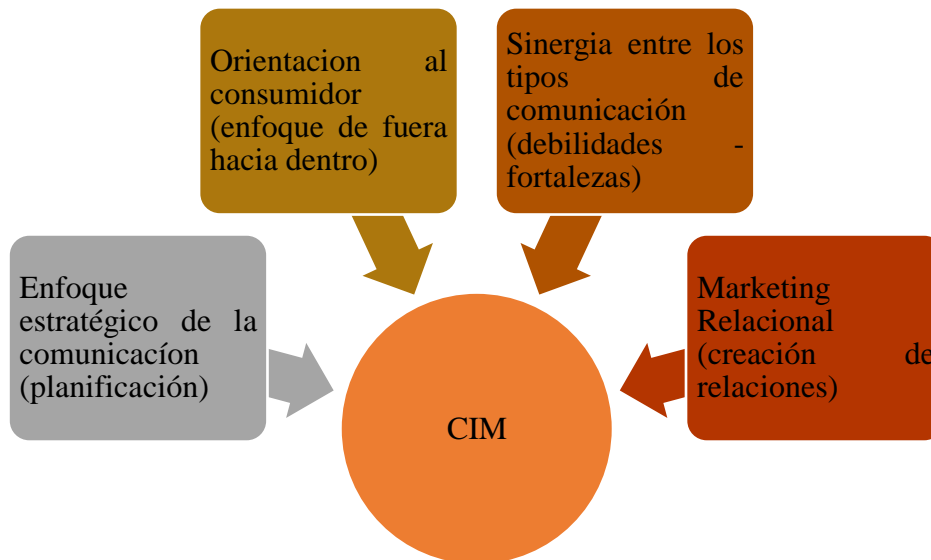 Orientacion al
consumidor
(enfoque de fuera
hacia dentro)
Sinergia entre los
tipos de
comunicación
(debilidades -
fortalezas)
Enfoque
estratégico de la
comunicacíon
(planificación)
Marketing
Relacional
(creación de
relaciones)
CIM